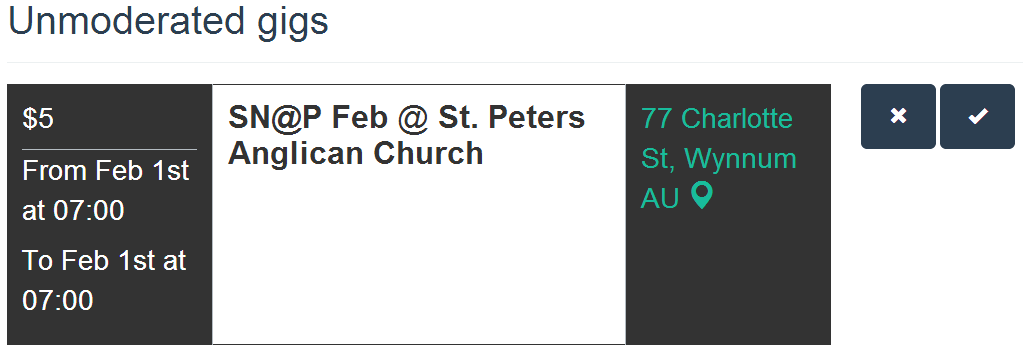 Unmoderated gigs
$5
From Feb 1st
at 07:00
To Feb 1st at
07:00
SN@P Feb @ St. Peters
Anglican Church
77 Charlotte
St, Wynnum
AU